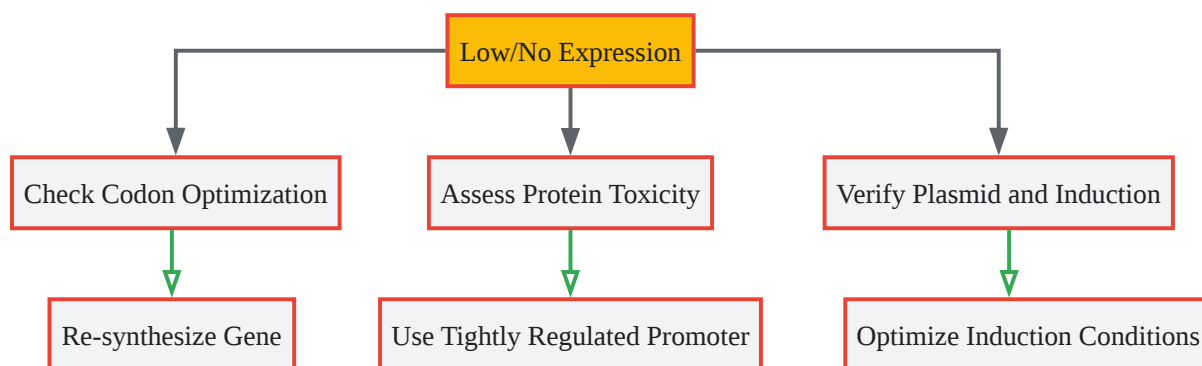 Low/No Expression
Check Codon Optimization
Assess Protein Toxicity
Verify Plasmid and Induction
Re-synthesize Gene
Use Tightly Regulated Promoter
Optimize Induction Conditions